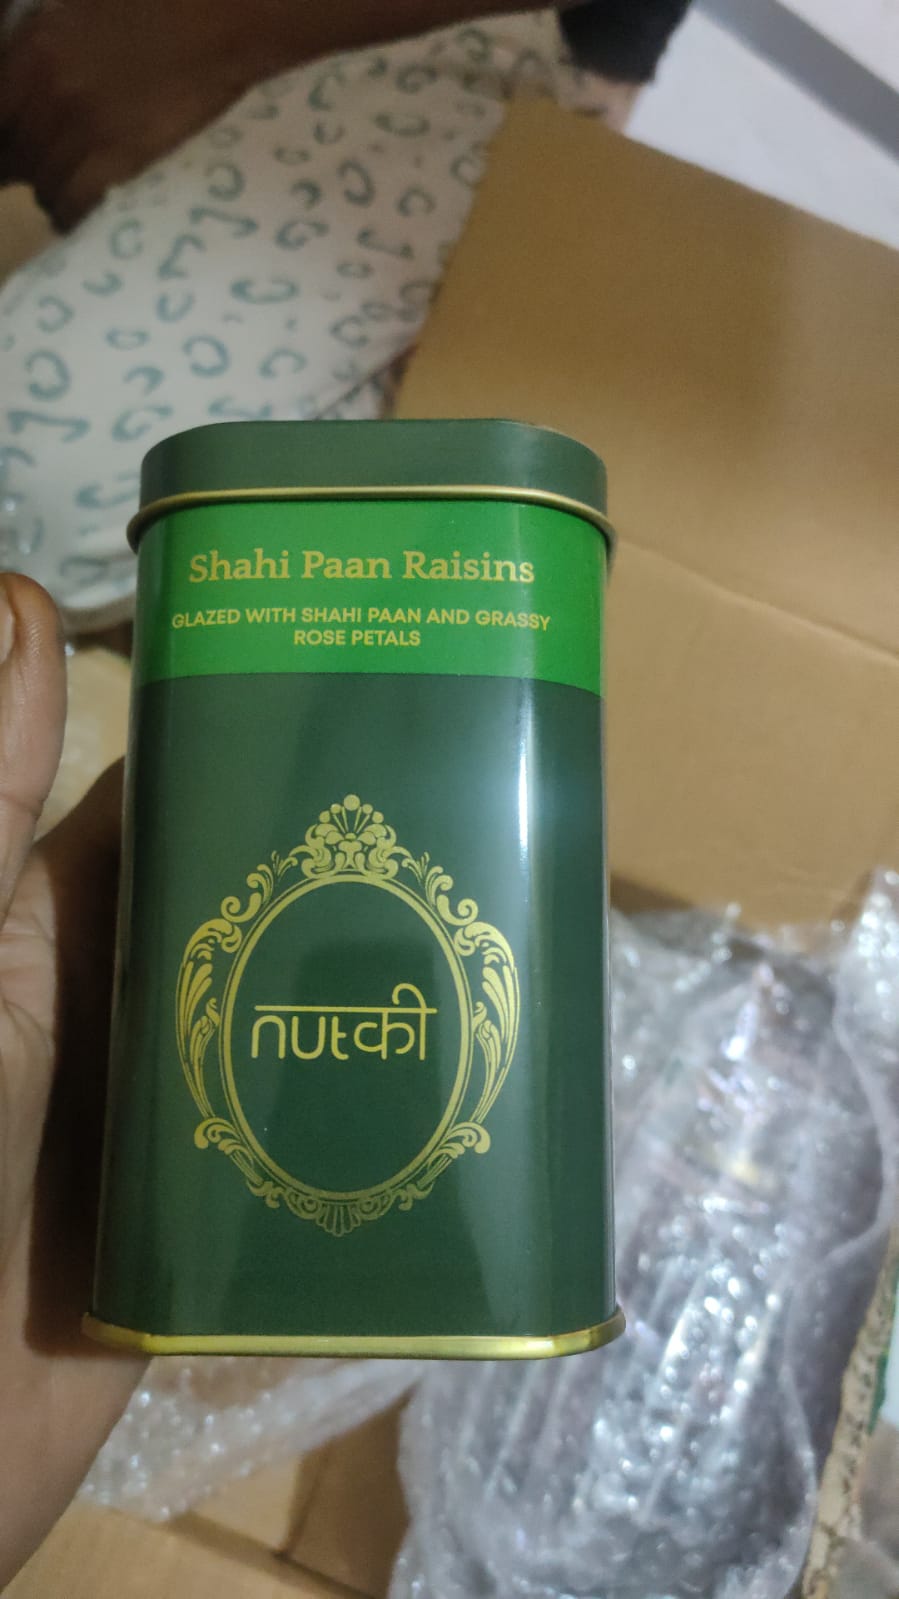 Shahi Paan Raisins
GLAZED WITH SHAHI PAAN AND GRASSY
ROSE PETALS
nutकी